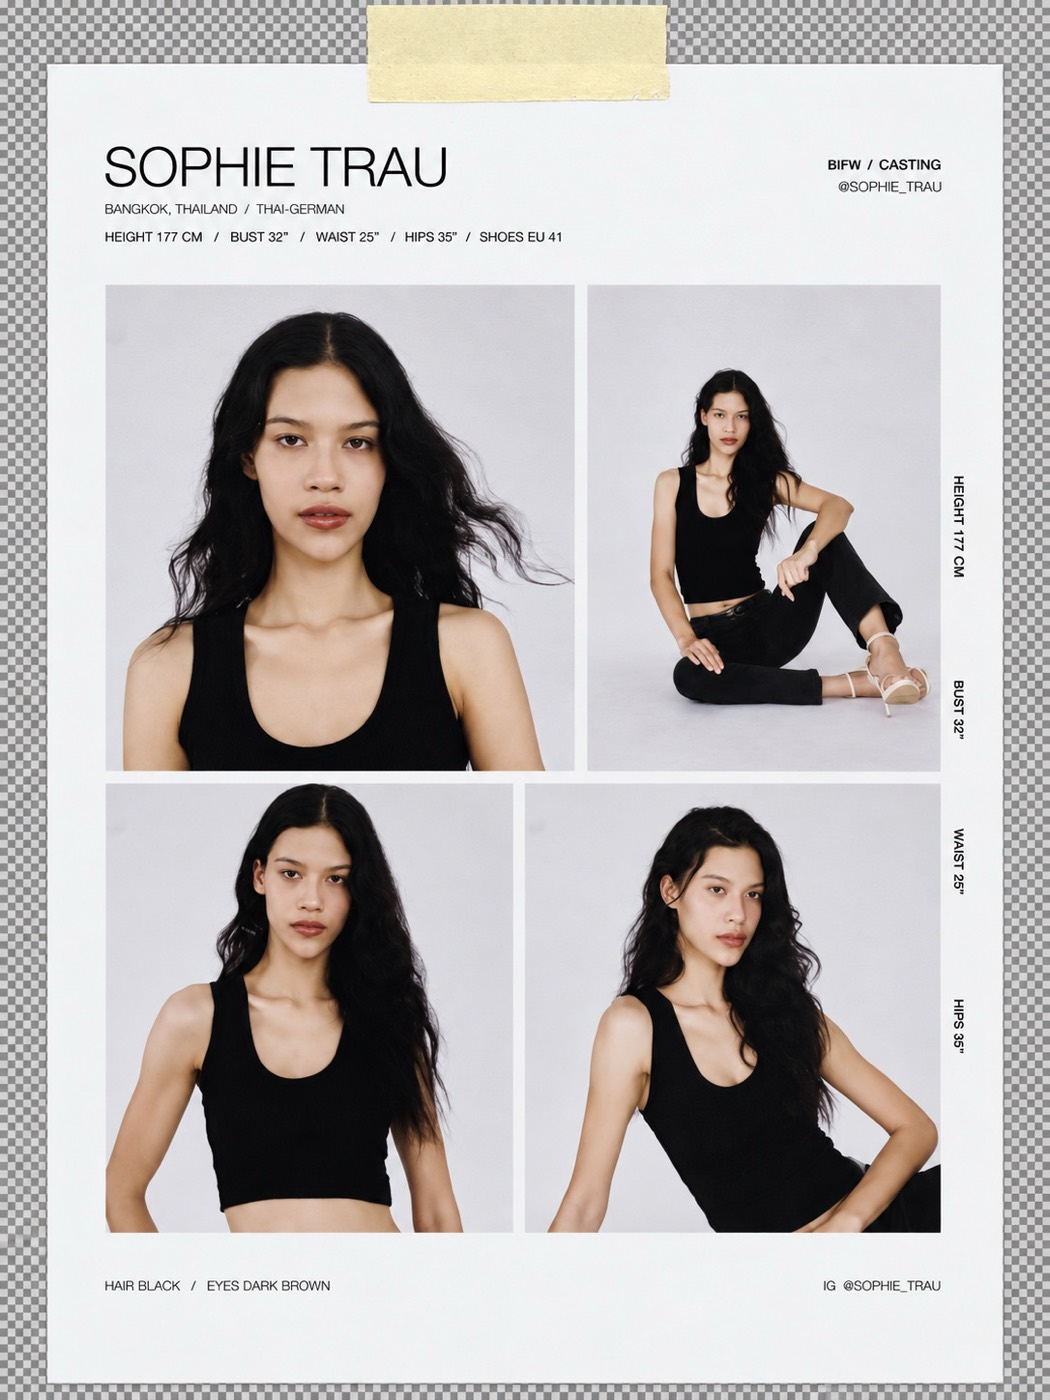 SOPHIE TRAU
BANGKOK, THAILAND / THAI-GERMAN
HEIGHT 177 CM / BUST 32” / WAIST 25” / HIPS 35” / SHOES EU 41
BIFW / CASTING
@SOPHIE_TRAU
HEIGHT 177 CM
BUST 32”
WAIST 25”
HIPS 35”
HAIR BLACK / EYES DARK BROWN
IG @SOPHIE_TRAU